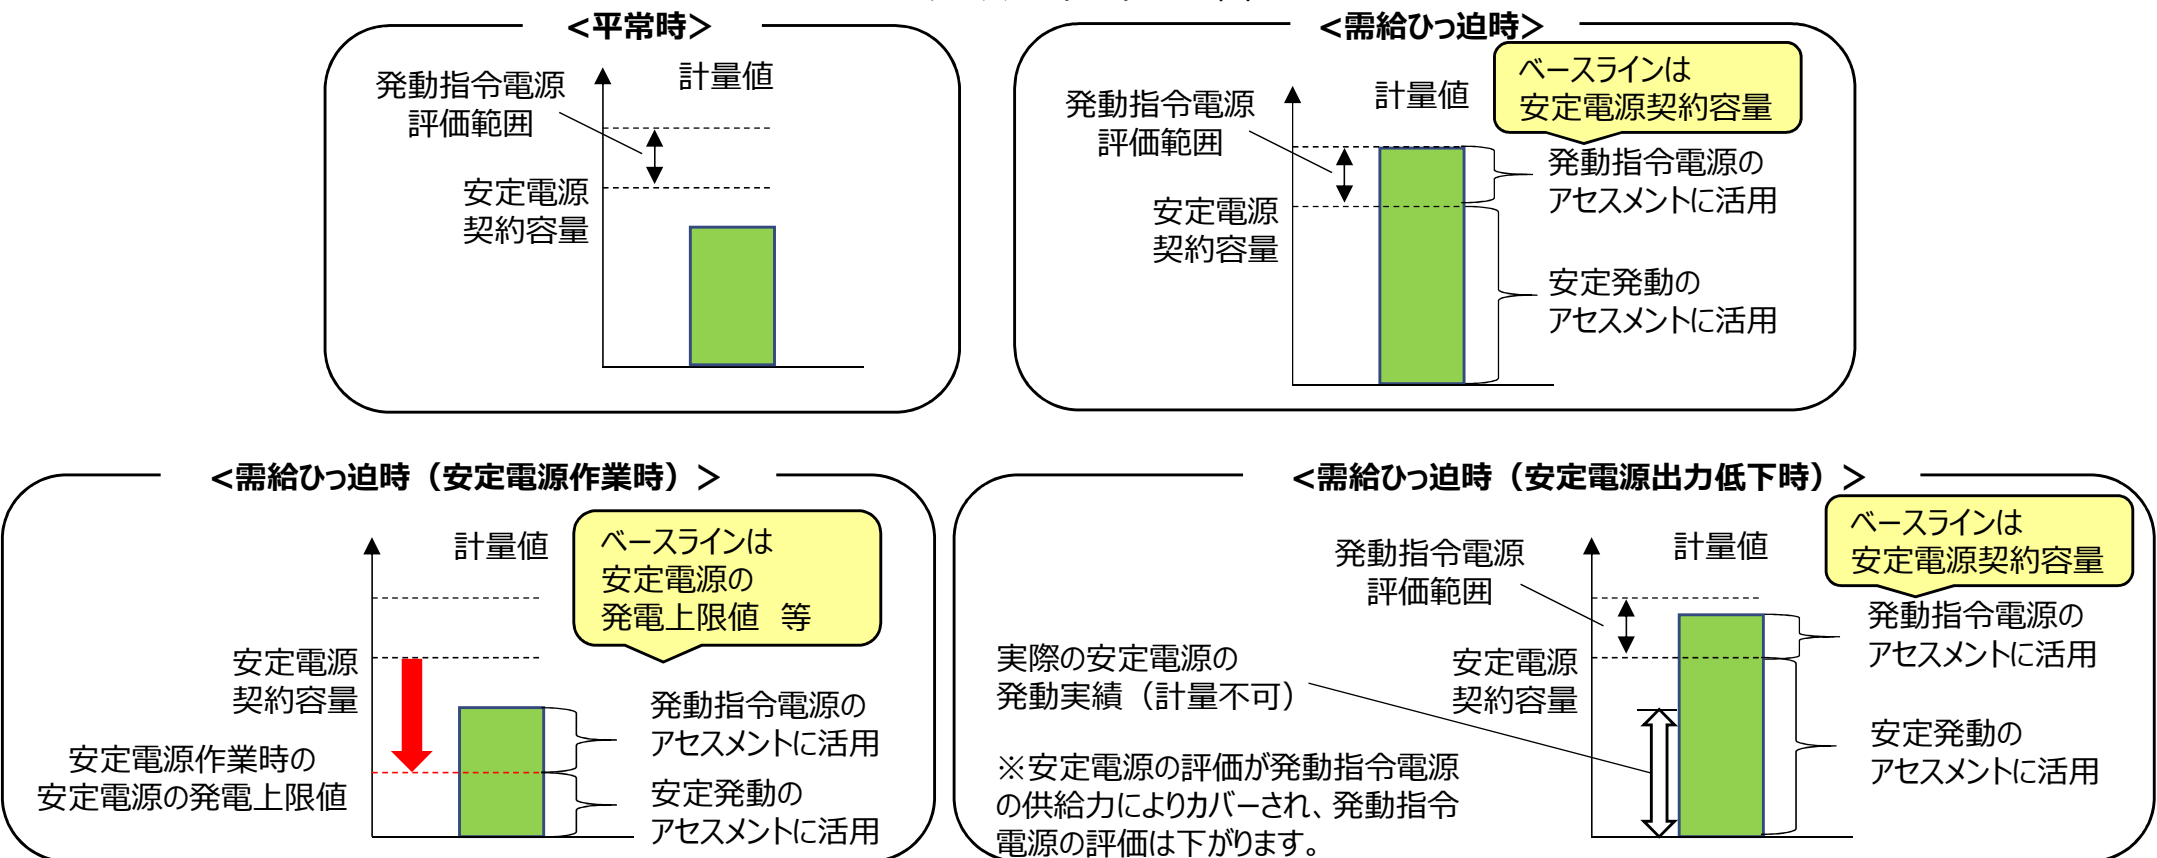 <平常時>
計量値
発動指令電源
評価範囲
安定電源
契約容量
<需給ひっ迫時>
ベースラインは
安定電源契約容量
計量値
発動指令電源
評価範囲
発動指令電源の
アセスメントに活用
安定電源
契約容量
安定発動の
アセスメントに活用
<需給ひっ迫時（安定電源作業時）>
計量値
ベースラインは
安定電源の
発電上限値　等
安定電源
契約容量
発動指令電源の
アセスメントに活用
安定電源作業時の
安定電源の発電上限値
安定発動の
アセスメントに活用
<需給ひっ迫時（安定電源出力低下時）>
ベースラインは
安定電源契約容量
計量値
発動指令電源
評価範囲
発動指令電源の
アセスメントに活用
実際の安定電源の
発動実績（計量不可）
安定電源
契約容量
安定発動の
アセスメントに活用
※安定電源の評価が発動指令電源
の供給力によりカバーされ、発動指令
電源の評価は下がります。